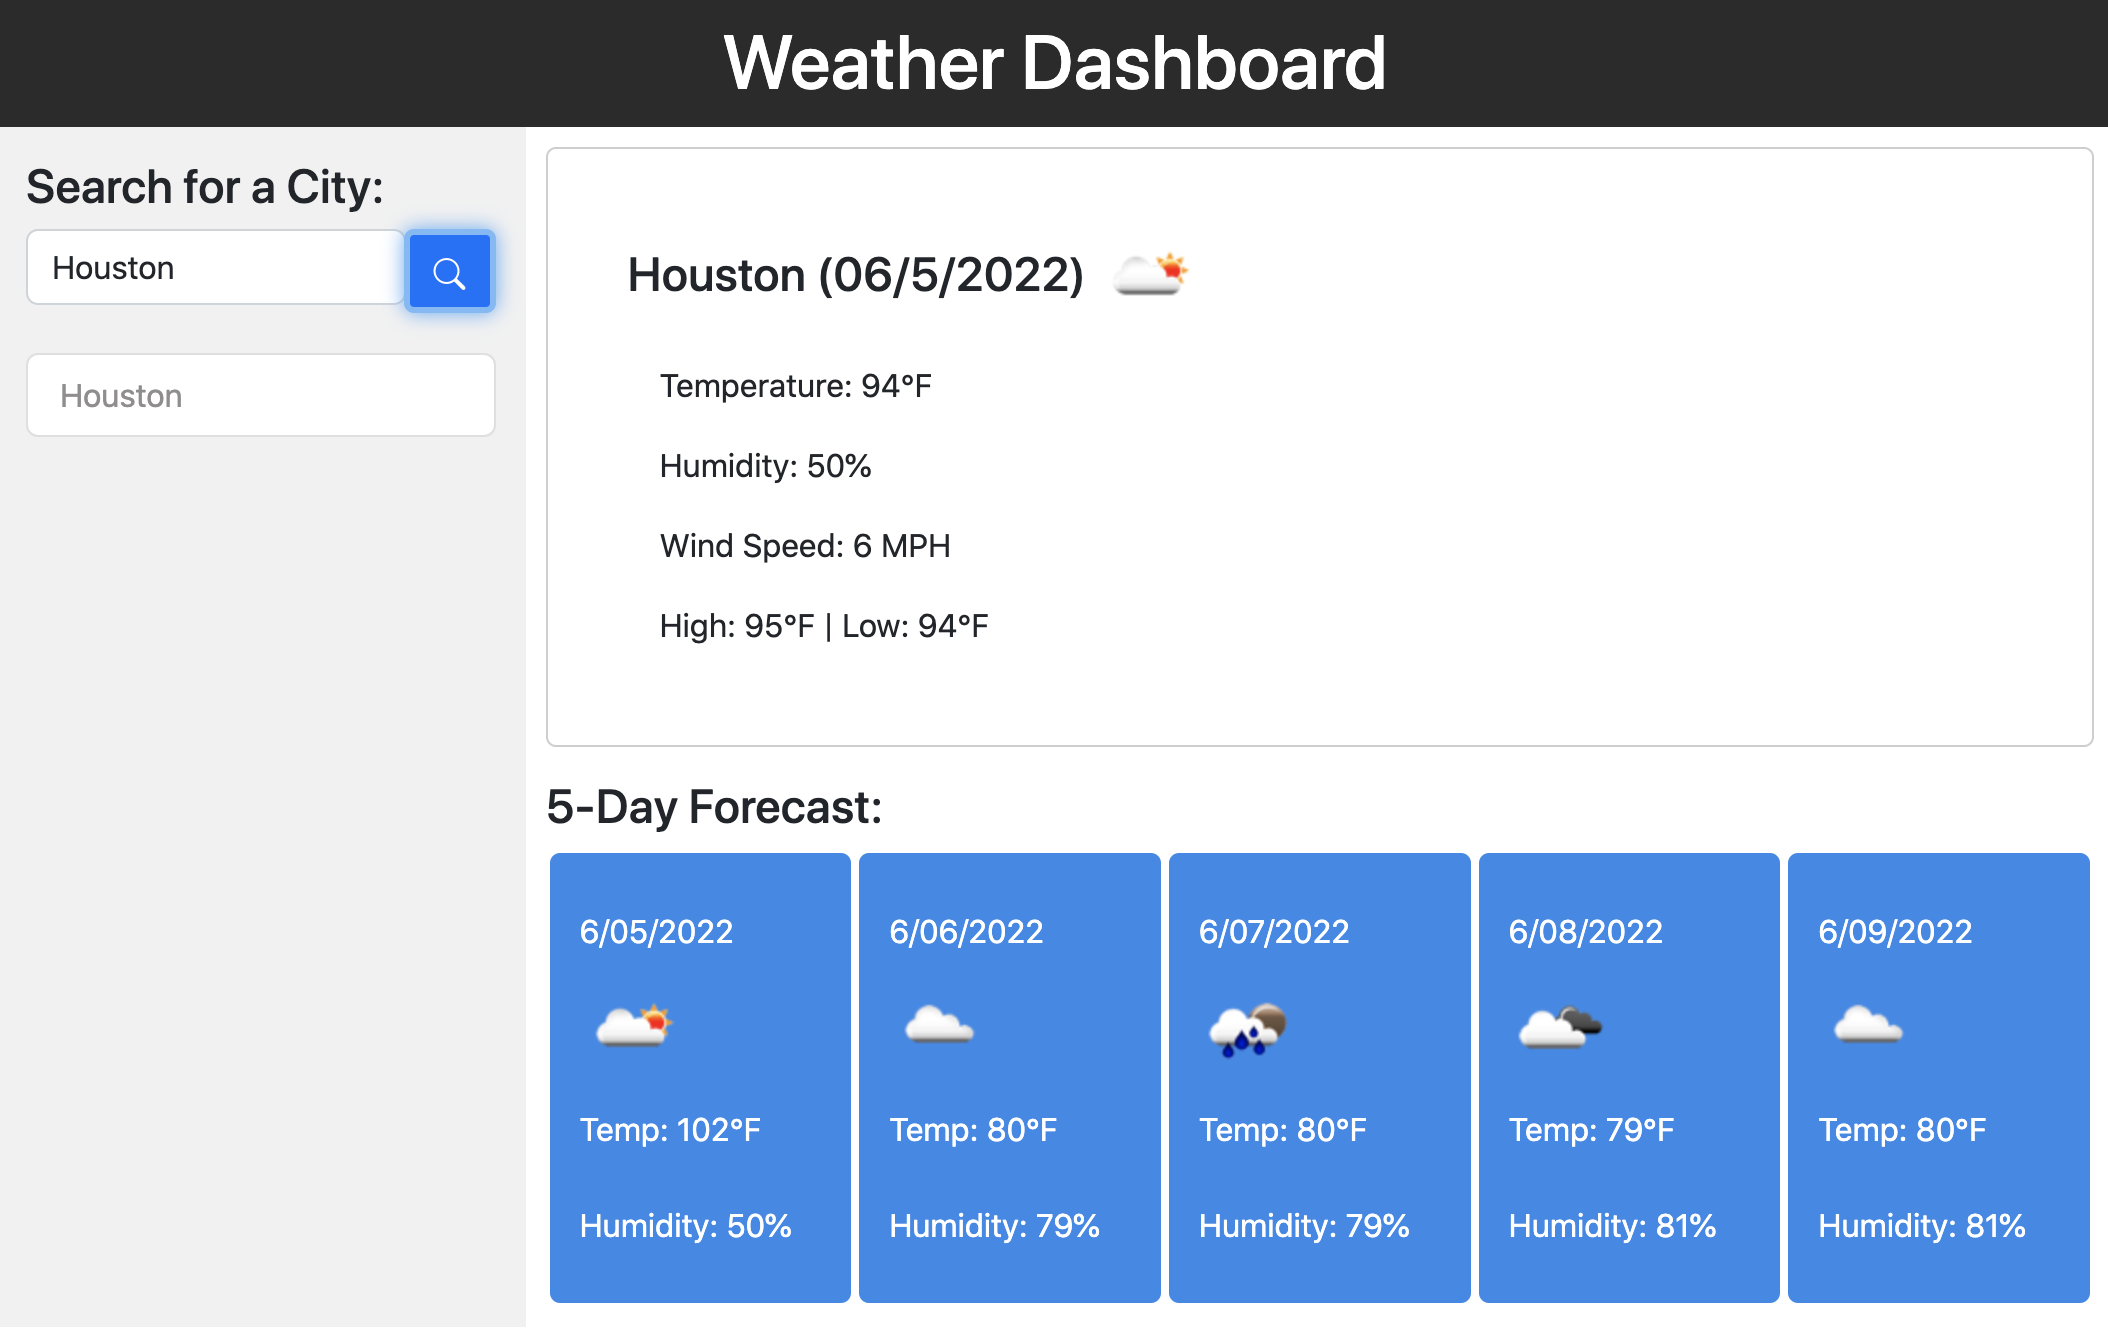 Weather Dashboard
Search for a City:
Houston
Houston
Houston (06/5/2022)
Temperature: 94°F
Humidity: 50%
Wind Speed: 6 MPH
High: 95°F | Low: 94°F
5-Day Forecast:
6/05/2022
Temp: 102°F
Humidity: 50%
6/06/2022
Temp: 80°F
Humidity: 79%
6/07/2022
Temp: 80°F
Humidity: 79%
6/08/2022
Temp: 79°F
Humidity: 81%
6/09/2022
Temp: 80°F
Humidity: 81%